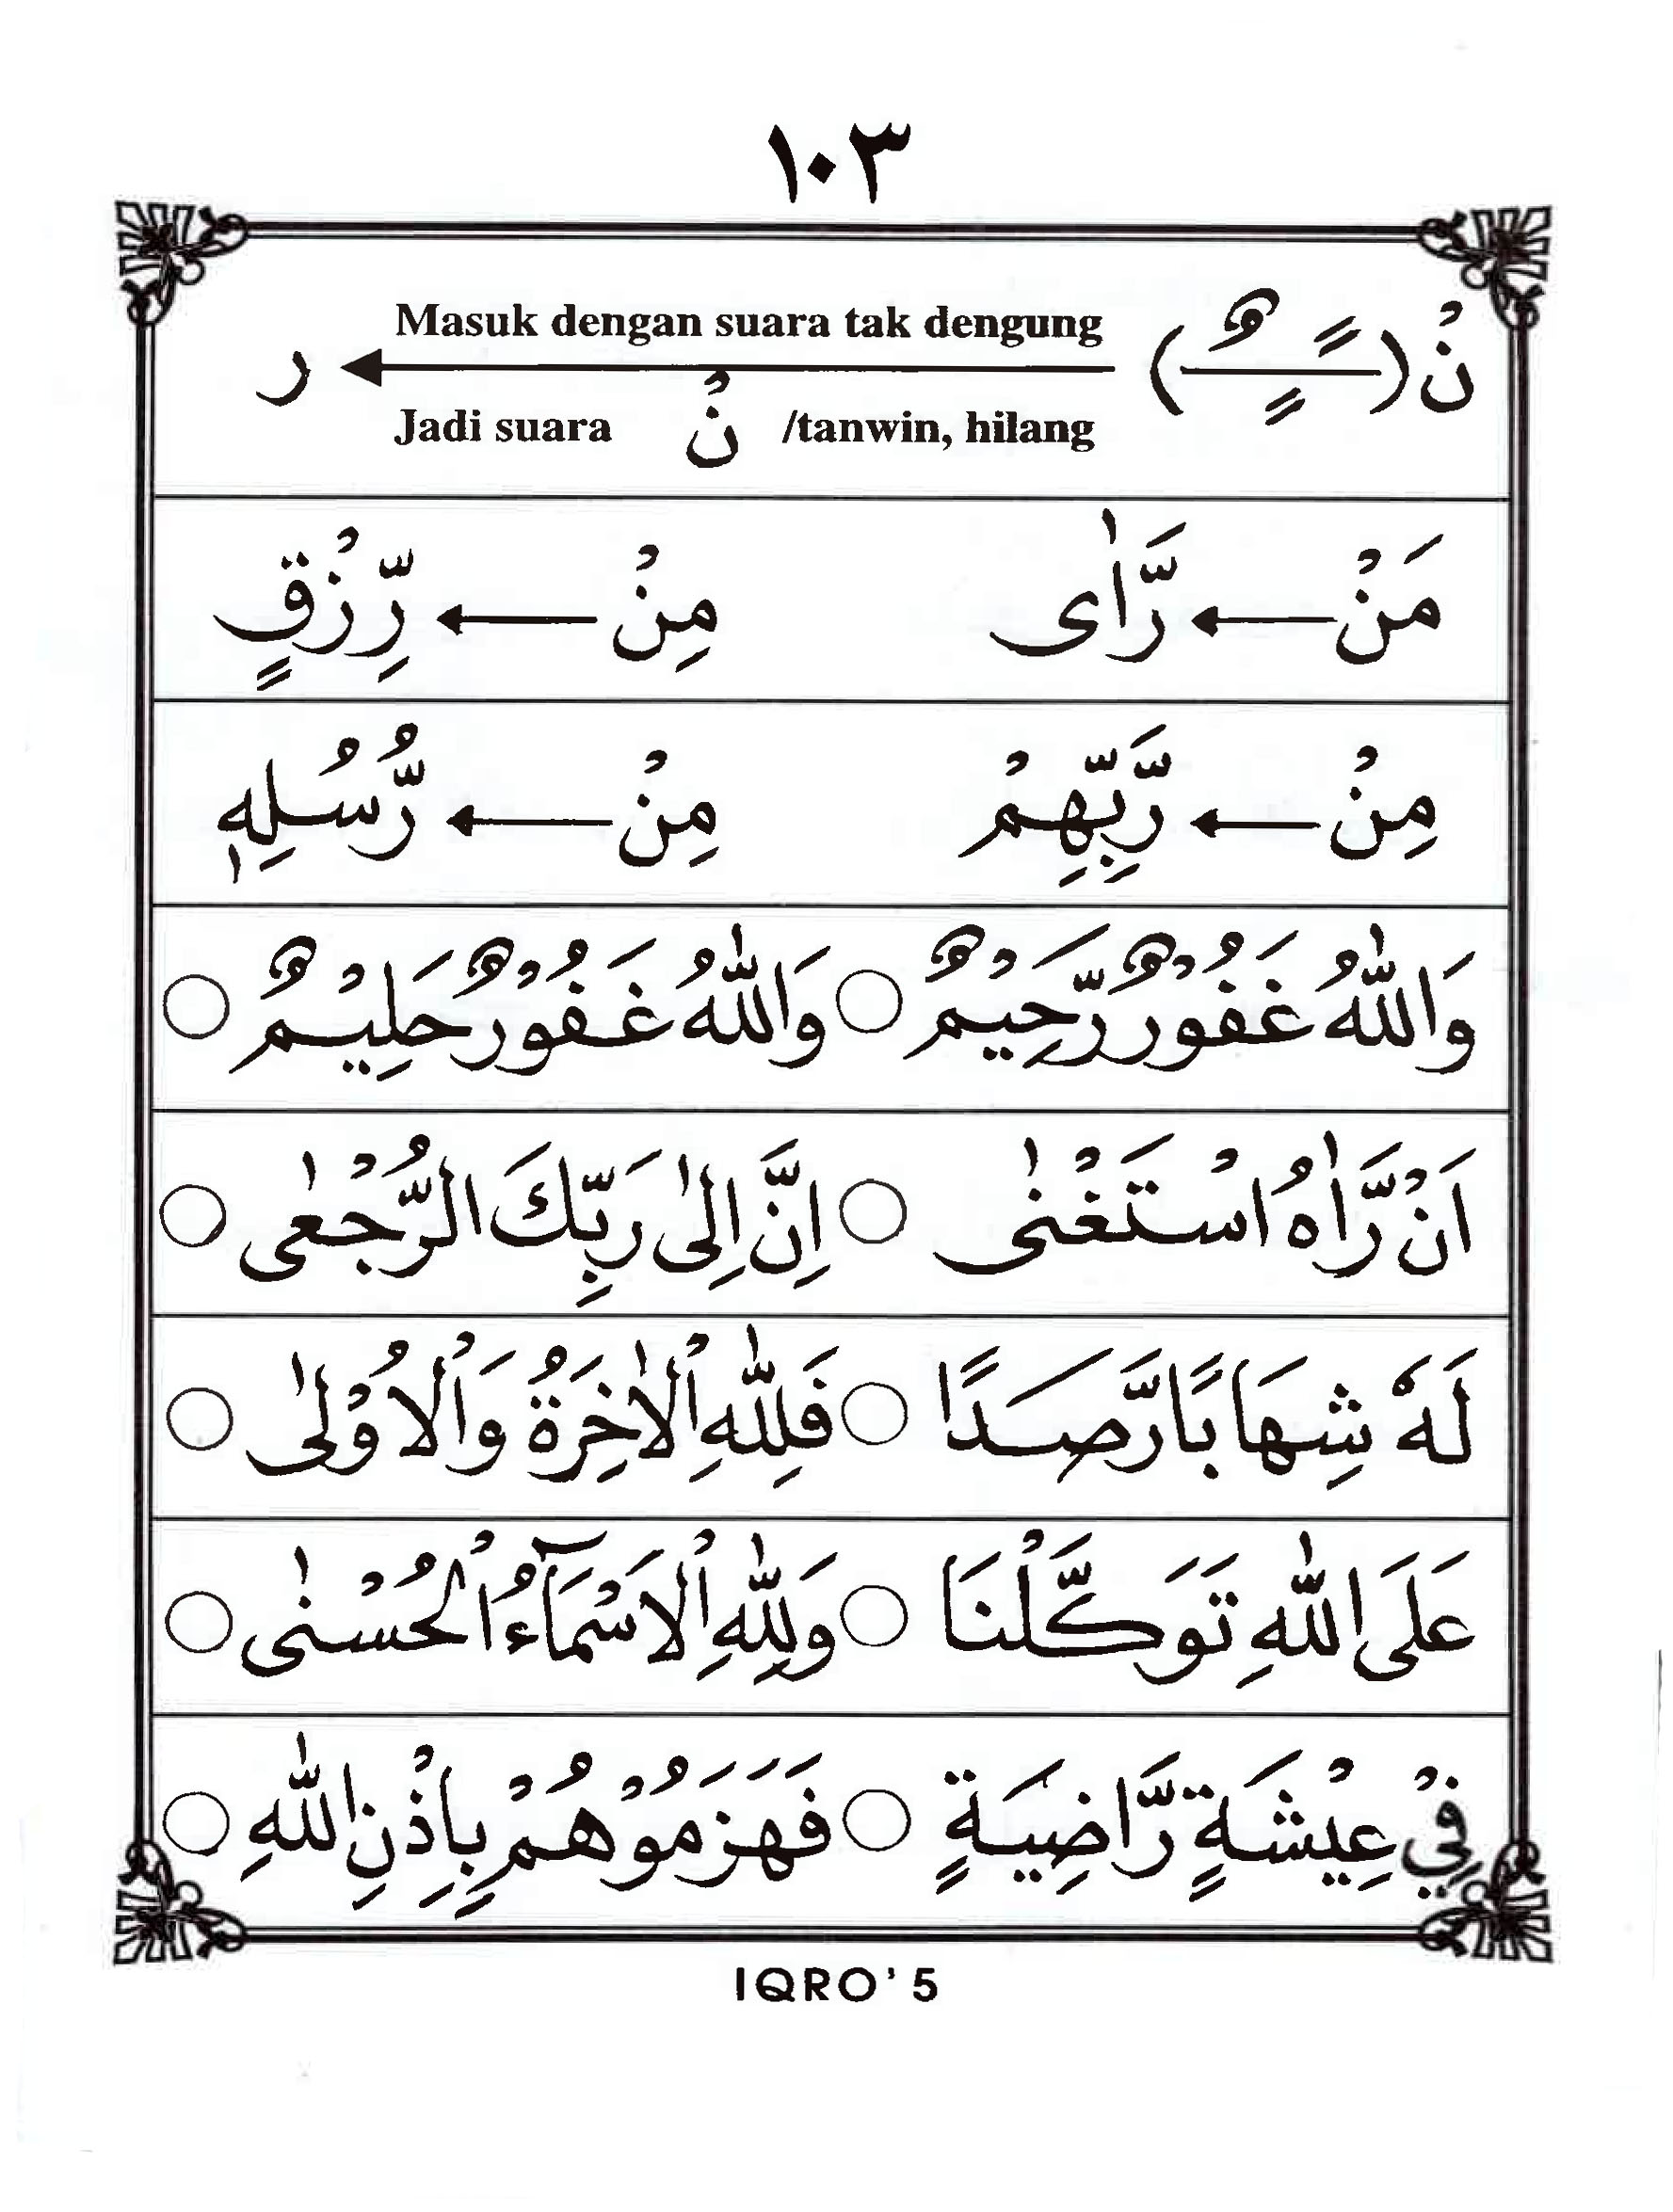 ١٠٣
نْ (ـًـٍـٌ) Masuk dengan suara tak dengung ر
Jadi suara نْ /tanwin, hilang
مَنْ رَّاٰى مِنْ رِّزْقٍ
مِنْ رَّبِّهِمْ مِنْ رُّسُلِهٖ
وَاللّٰهُ غَفُوْرٌ رَّحِيْمٌ ○ وَاللّٰهُ غَفُوْرٌ حَلِيْمٌ ○
اَنْ رَّاٰهُ اسْتَغْنٰى ○ اِنَّ اِلٰى رَبِّكَ الرُّجْعٰى ○
لَهٗ شِهَابًا رَّصَدًا ○ فَلِلّٰهِ الْاٰخِرَةُ وَالْاُوْلٰى ○
عَلَى اللّٰهِ تَوَكَّلْنَا ○ وَلِلّٰهِ الْاَسْمَآءُ الْحُسْنٰى ○
فِيْ عِيْشَةٍ رَّاضِيَةٍ ○ فَهَزَمُوْهُمْ بِاِذْنِ اللّٰهِ ○
IQRO' 5